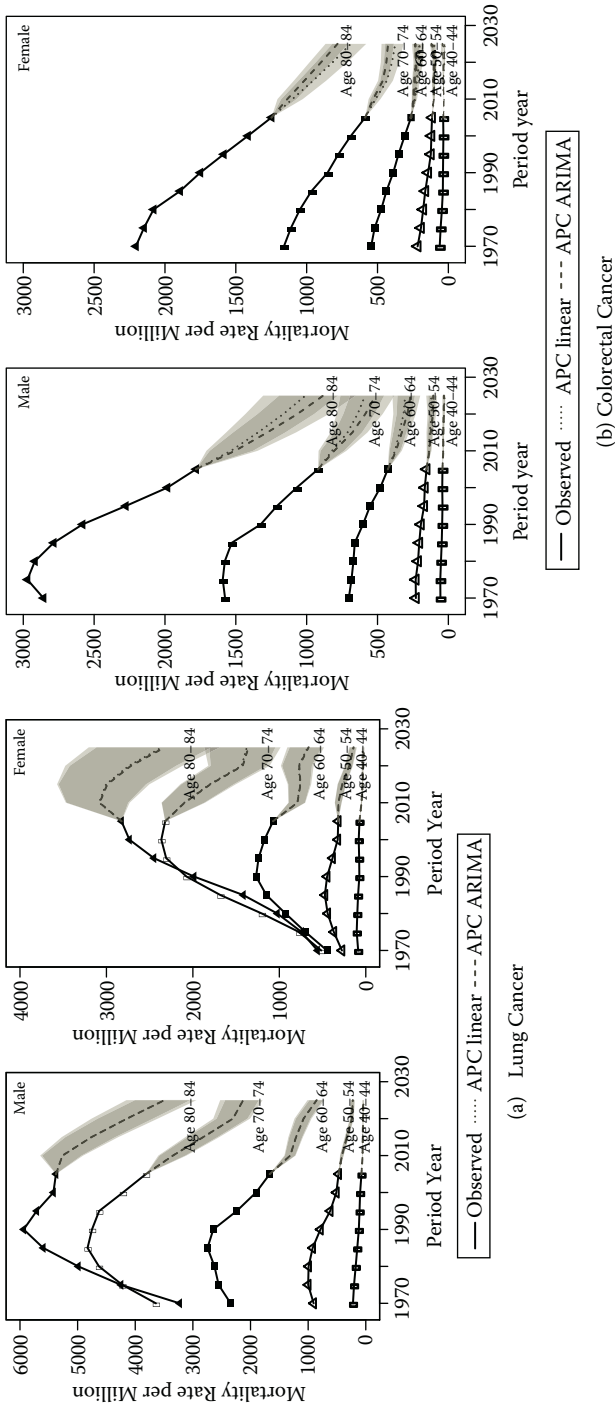 Male
Mortality Rate per Million
6000
5000
4000
3000
2000
1000
0
Age 80–84
Age 70–74
Age 60–64
Age 50–54
Age 40–44
1970
1990
2010
2030
Period Year
Female
Mortality Rate per Million
4000
3000
2000
1000
0
Age 80–84
Age 70–74
Age 60–64
Age 50–54
Age 40–44
1970
1990
2010
2030
Period Year
Observed APC linear APC ARIMA
(a) Lung Cancer
Male
Mortality Rate per Million
3000
2500
2000
1500
1000
500
0
Age 80–84
Age 70–74
Age 60–64
Age 50–54
Age 40–44
1970
1990
2010
2030
Period year
Female
Mortality Rate per Million
3000
2500
2000
1500
1000
500
0
Age 80–84
Age 70–74
Age 60–64
Age 50–54
Age 40–44
1970
1990
2010
2030
Period year
Observed APC linear APC ARIMA
(b) Colorectal Cancer